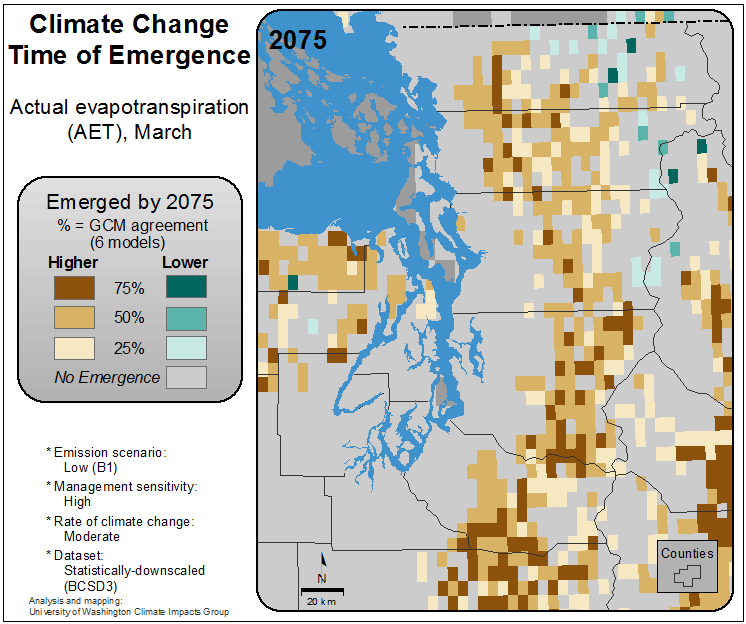 Climate Change
Time of Emergence
Actual evapotranspiration
(AET), March
Emerged by 2075
% = GCM agreement
(6 models)
Higher Lower
75%
50%
25%
No Emergence
* Emission scenario:
Low (B1)
* Management sensitivity:
High
* Rate of climate change:
Moderate
* Dataset:
Statistically-downscaled
(BCSD3)
Analysis and mapping:
University of Washington Climate Impacts Group
2075
N
20 km
Counties